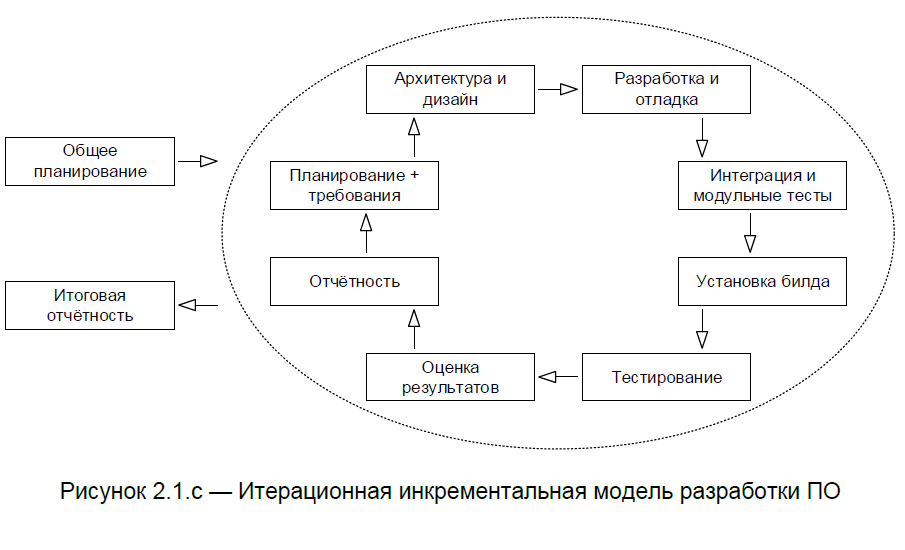 Архитектура и
дизайн
Разработка и
отладка
Общее
планирование
Планирование +
требования
Интеграция и
модульные тесты
Итоговая
отчётность
Отчётность
Установка билда
Оценка
результатов
Тестирование
Рисунок 2.1.c — Итерационная инкрементальная модель разработки ПО